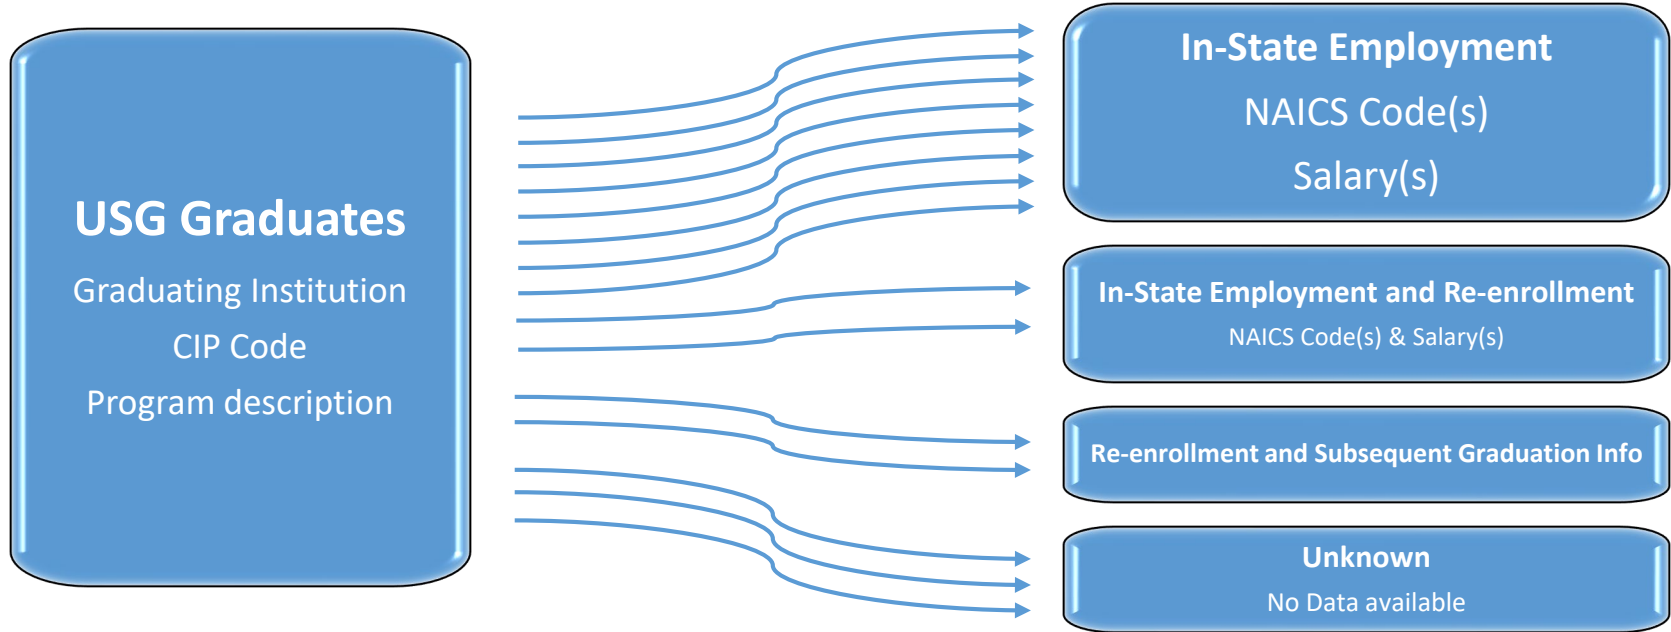 USG Graduates
Graduating Institution
CIP Code
Program description
In-State Employment
NAICS Code(s)
Salary(s)
In-State Employment and Re-enrollment
NAICS Code(s) & Salary(s)
Re-enrollment and Subsequent Graduation Info
Unknown
No Data available